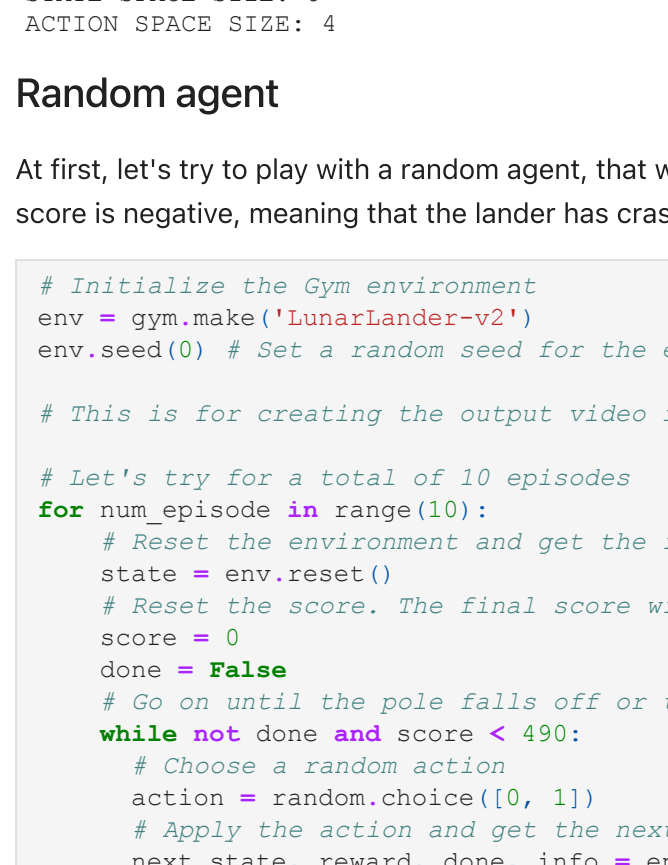 ACTION SPACE SIZE: 4
Random agent
At first, let's try to play with a random agent, that
score is negative, meaning that the lander has
# Initialize the Gym environment
env = gym.make('LunarLander-v2')
env.seed(0) # Set a random seed for the
# This is for creating the output video
# Let's try for a total of 10 episodes
for num_episode in range(10):
# Reset the environment and get the
state = env.reset()
# Reset the score. The final score
score = 0
done = False
# Go on until the pole falls off or
while not done and score < 490:
# Choose a random action
action = random.choice([0, 1])
# Apply the action and get the next
next_state, reward, done, info =